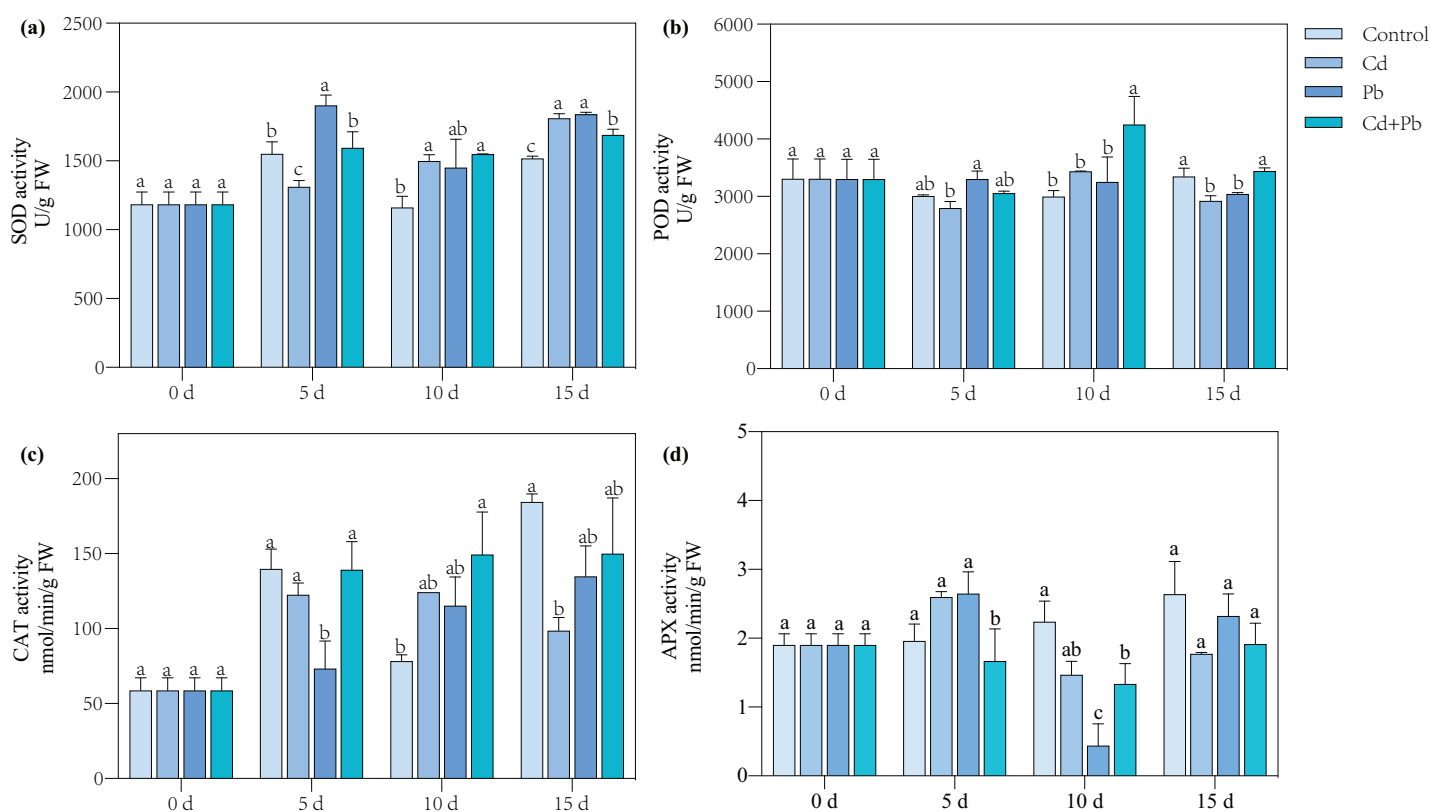 (a)
SOD activity
U/g FW
2500
2000
1500
1000
500
0
a a a a
b c a b
b a ab a
c a a b
0 d 5 d 10 d 15 d
(b)
POD activity
U/g FW
6000
5000
4000
3000
2000
1000
0
a a a a
ab b a ab
b b b a
a b b a
0 d 5 d 10 d 15 d
Control
Cd
Pb
Cd+Pb
(c)
CAT activity
nmol/min/g FW
200
150
100
50
0
a a a a
a a b a
b ab ab a
a b ab ab
0 d 5 d 10 d 15 d
(d)
APX activity
nmol/min/g FW
5
4
3
2
1
0
a a a a
a a a b
a ab c b
a a a a
0 d 5 d 10 d 15 d